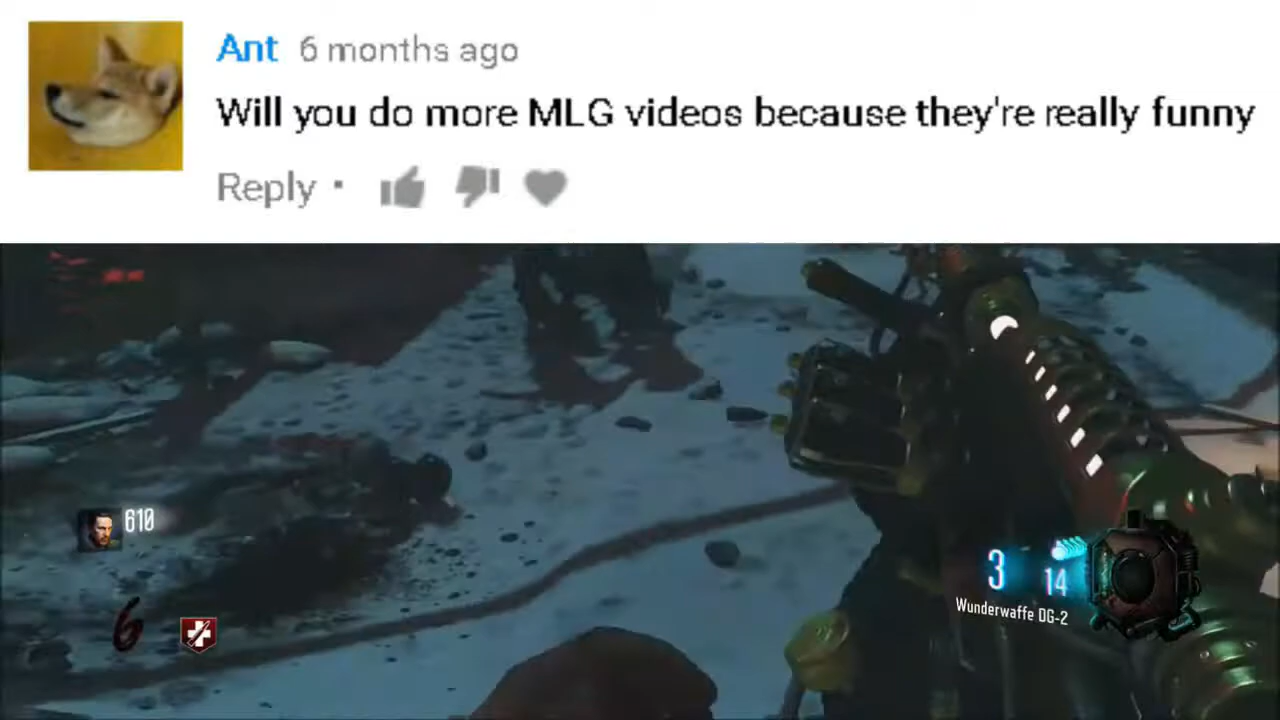 Ant 6 months ago
Will you do more MLG videos because they're really funny
Reply •
610
6
3 14
Wunderwaffe DG-2